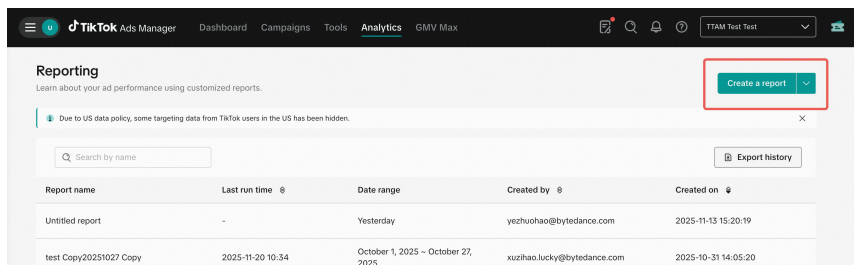 U TikTok Ads Manager Dashboard Campaigns Tools Analytics GMV Max TTAM Test Test
Reporting
Learn about your ad performance using customized reports.
Create a report
Due to US data policy, some targeting data from TikTok users in the US has been hidden.
Search by name
Export history
Report name Last run time Date range Created by Created on
Untitled report - Yesterday yezhuohao@bytedance.com 2025-11-13 15:20:19
test Copy20251027 Copy 2025-11-20 10:34 October 1, 2025 ~ October 27, xuzihao.lucky@bytedance.com 2025-10-31 14:05:20
2025